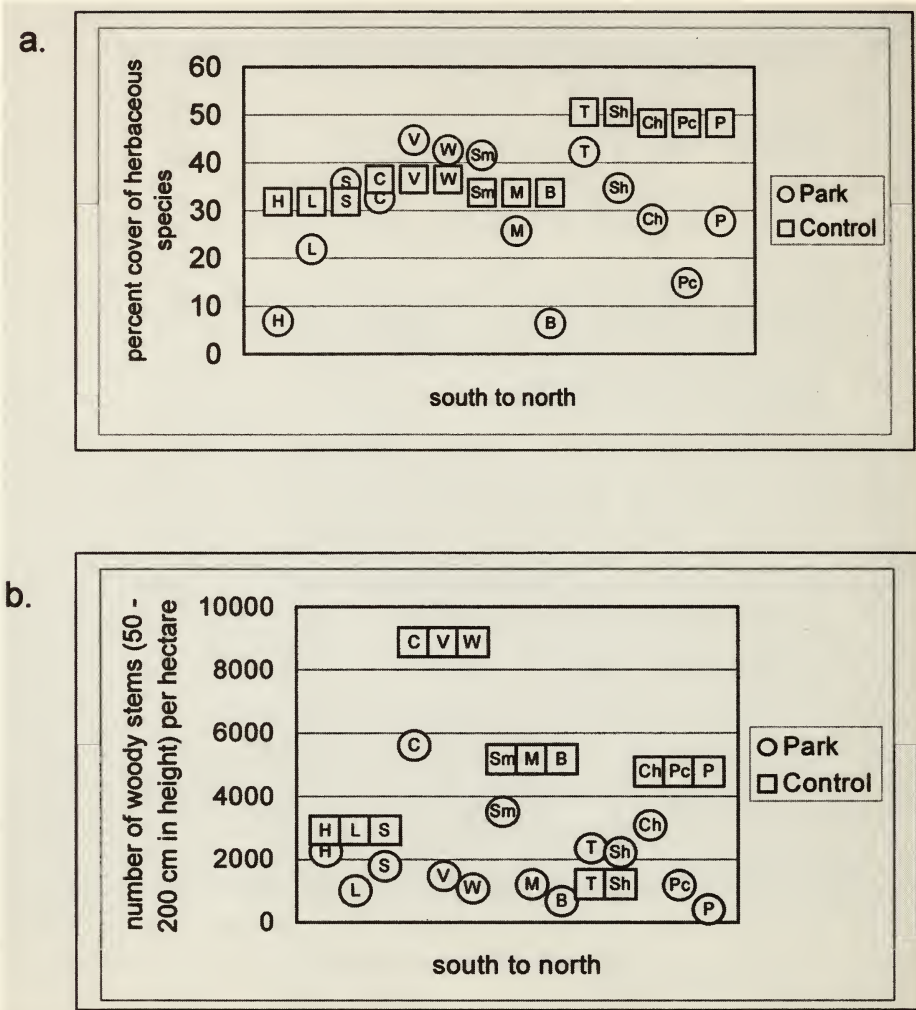 a.
percent cover of herbaceous
species
60
50
40
30
20
10
0
T Sh Ch Pc P
V W Sm
T
S C V W
C
Sh
H L S
Sm M B
M
Ch P
L
Pc
H
B
south to north
Park
Control
b.
number of woody stems (50 -
200 cm in height) per hectare
10000
8000
6000
4000
2000
0
C V W
C
Sm M B
Ch Pc P
Sm
Ch
H L S
H
T Sh
S
L
V W
M
T Sh
Pc
B
P
south to north
Park
Control